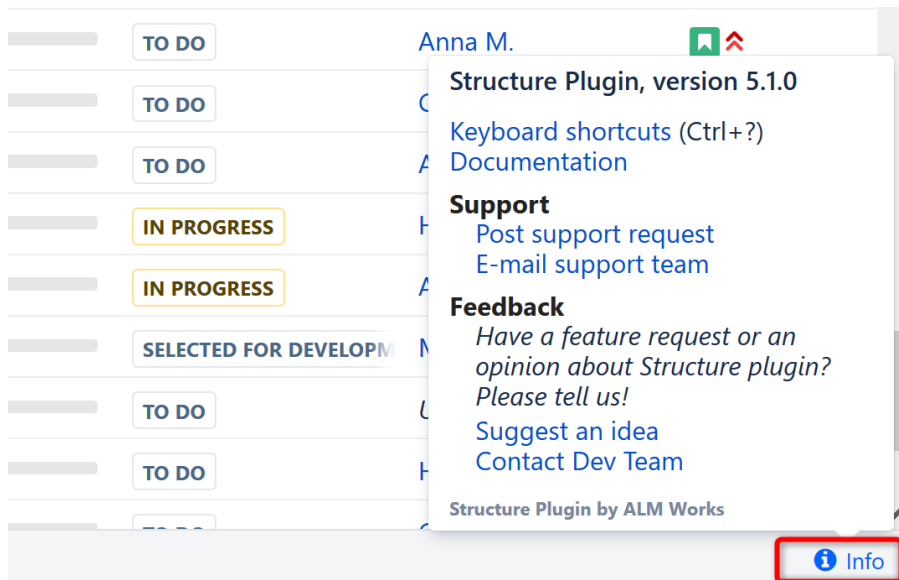 TO DO
Anna M.
Structure Plugin, version 5.1.0
TO DO
Keyboard shortcuts (Ctrl+?)
Documentation
TO DO
Support
IN PROGRESS
Post support request
E-mail support team
IN PROGRESS
Feedback
Have a feature request or an
SELECTED FOR DEVELOPM
opinion about Structure plugin?
Please tell us!
TO DO
Suggest an idea
Contact Dev Team
TO DO
Structure Plugin by ALM Works
TO DO
Info